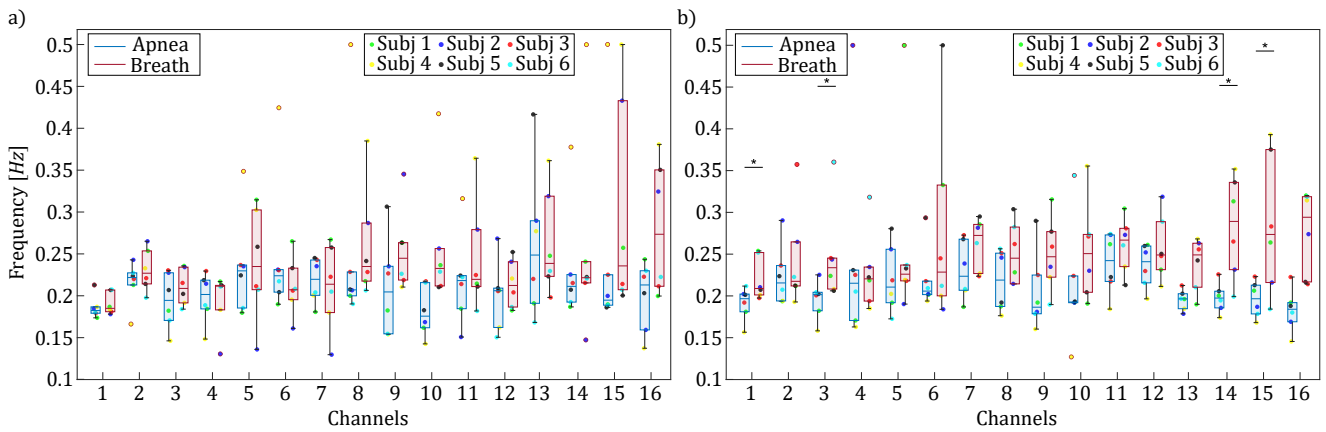 a)
b)
Apnea
Breath
Subj 1 Subj 2 Subj 3
Subj 4 Subj 5 Subj 6
Apnea
Breath
Subj 1 Subj 2 Subj 3
Subj 4 Subj 5 Subj 6
Frequency [Hz]
0.5
0.45
0.4
0.35
0.3
0.25
0.2
0.15
0.1
0.5
0.45
0.4
0.35
0.3
0.25
0.2
0.15
0.1
*
*
*
*
1 2 3 4 5 6 7 8 9 10 11 12 13 14 15 16
Channels
1 2 3 4 5 6 7 8 9 10 11 12 13 14 15 16
Channels